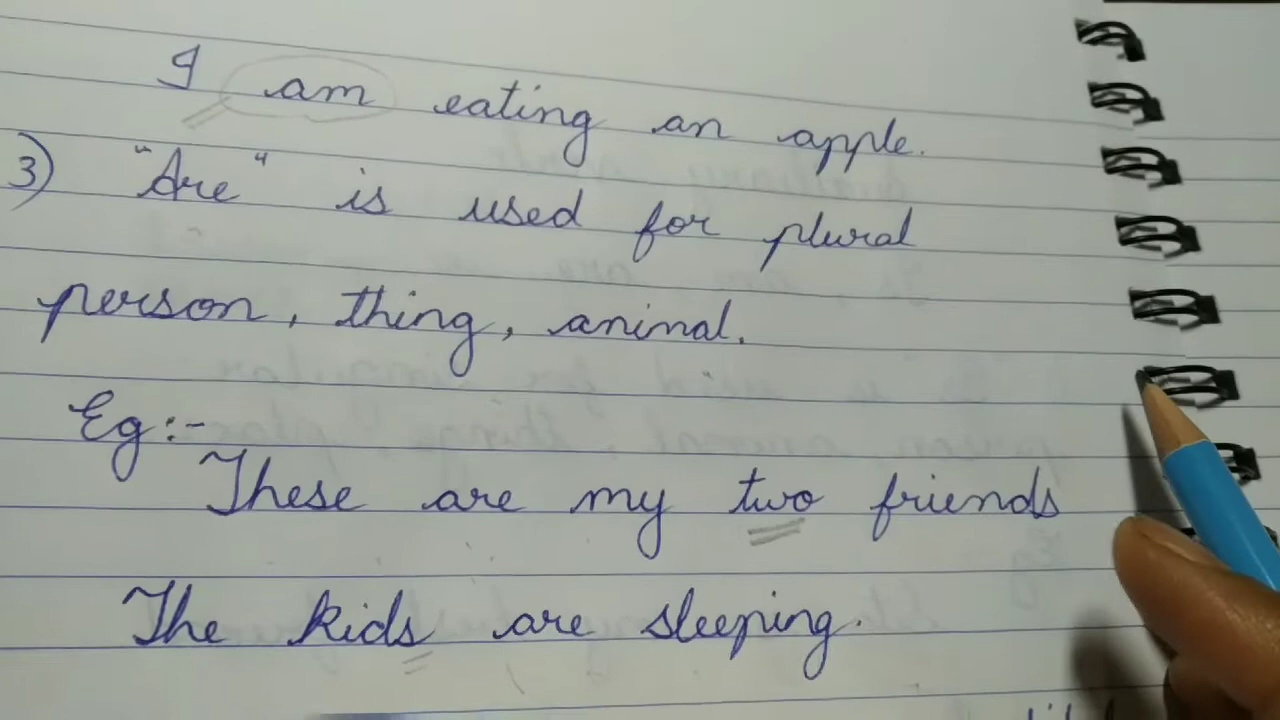 I am eating an apple.
3) "Are" is used for plural
person, thing, animal.
Eg:-
These are my two friends
The kids are sleeping.